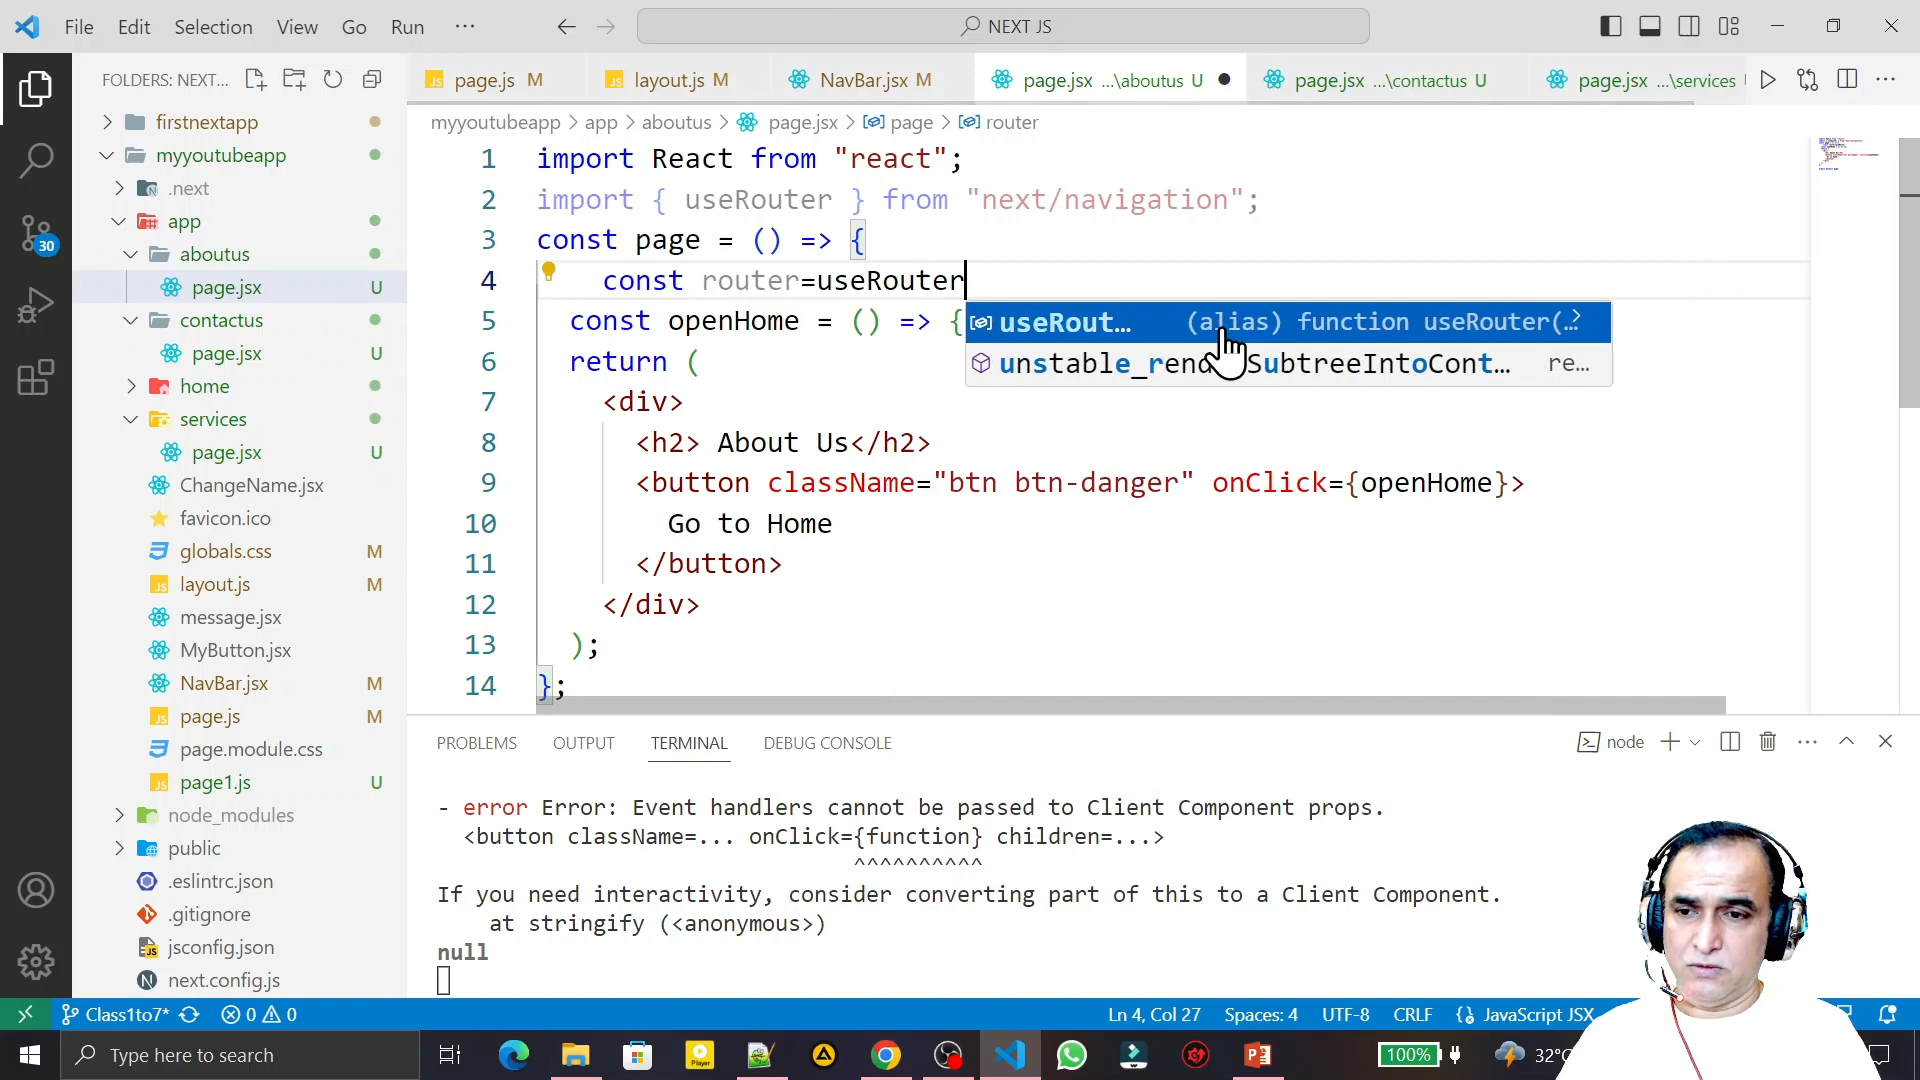 File Edit Selection View Go Run ··· NEXT JS
FOLDERS: NEXT...
page.js M layout.js M NavBar.jsx M page.jsx ...\aboutus U page.jsx ...\contactus U page.jsx ...\services
myyoutubeapp > app > aboutus > page.jsx > page > router
firstnextapp
myyoutubeapp
.next
app
aboutus
page.jsx U
contactus
page.jsx U
home
services
page.jsx U
ChangeName.jsx
favicon.ico
globals.css M
layout.js M
message.jsx
MyButton.jsx
NavBar.jsx M
page.js M
page.module.css
page1.js U
node_modules
public
.eslintrc.json
.gitignore
jsconfig.json
next.config.js
30
1 import React from "react";
2 import { useRouter } from "next/navigation";
3 const page = () => {
4 const router=useRouter
5 const openHome = () => {
6 return (
7 <div>
8 <h2> About Us</h2>
9 <button className="btn btn-danger" onClick={openHome}>
10 Go to Home
11 </button>
12 </div>
13 );
14 };
useRout... (alias) function useRouter(…
unstable_rend SubtreeIntoCont... re...
PROBLEMS OUTPUT TERMINAL DEBUG CONSOLE node
- error Error: Event handlers cannot be passed to Client Component props.
<button className=... onClick={function} children=...>
^^^^^^^^^^
If you need interactivity, consider converting part of this to a Client Component.
at stringify (<anonymous>)
null
Class1to7* 0 0 Ln 4, Col 27 Spaces: 4 UTF-8 CRLF JavaScript JSX
Type here to search 100% 32°